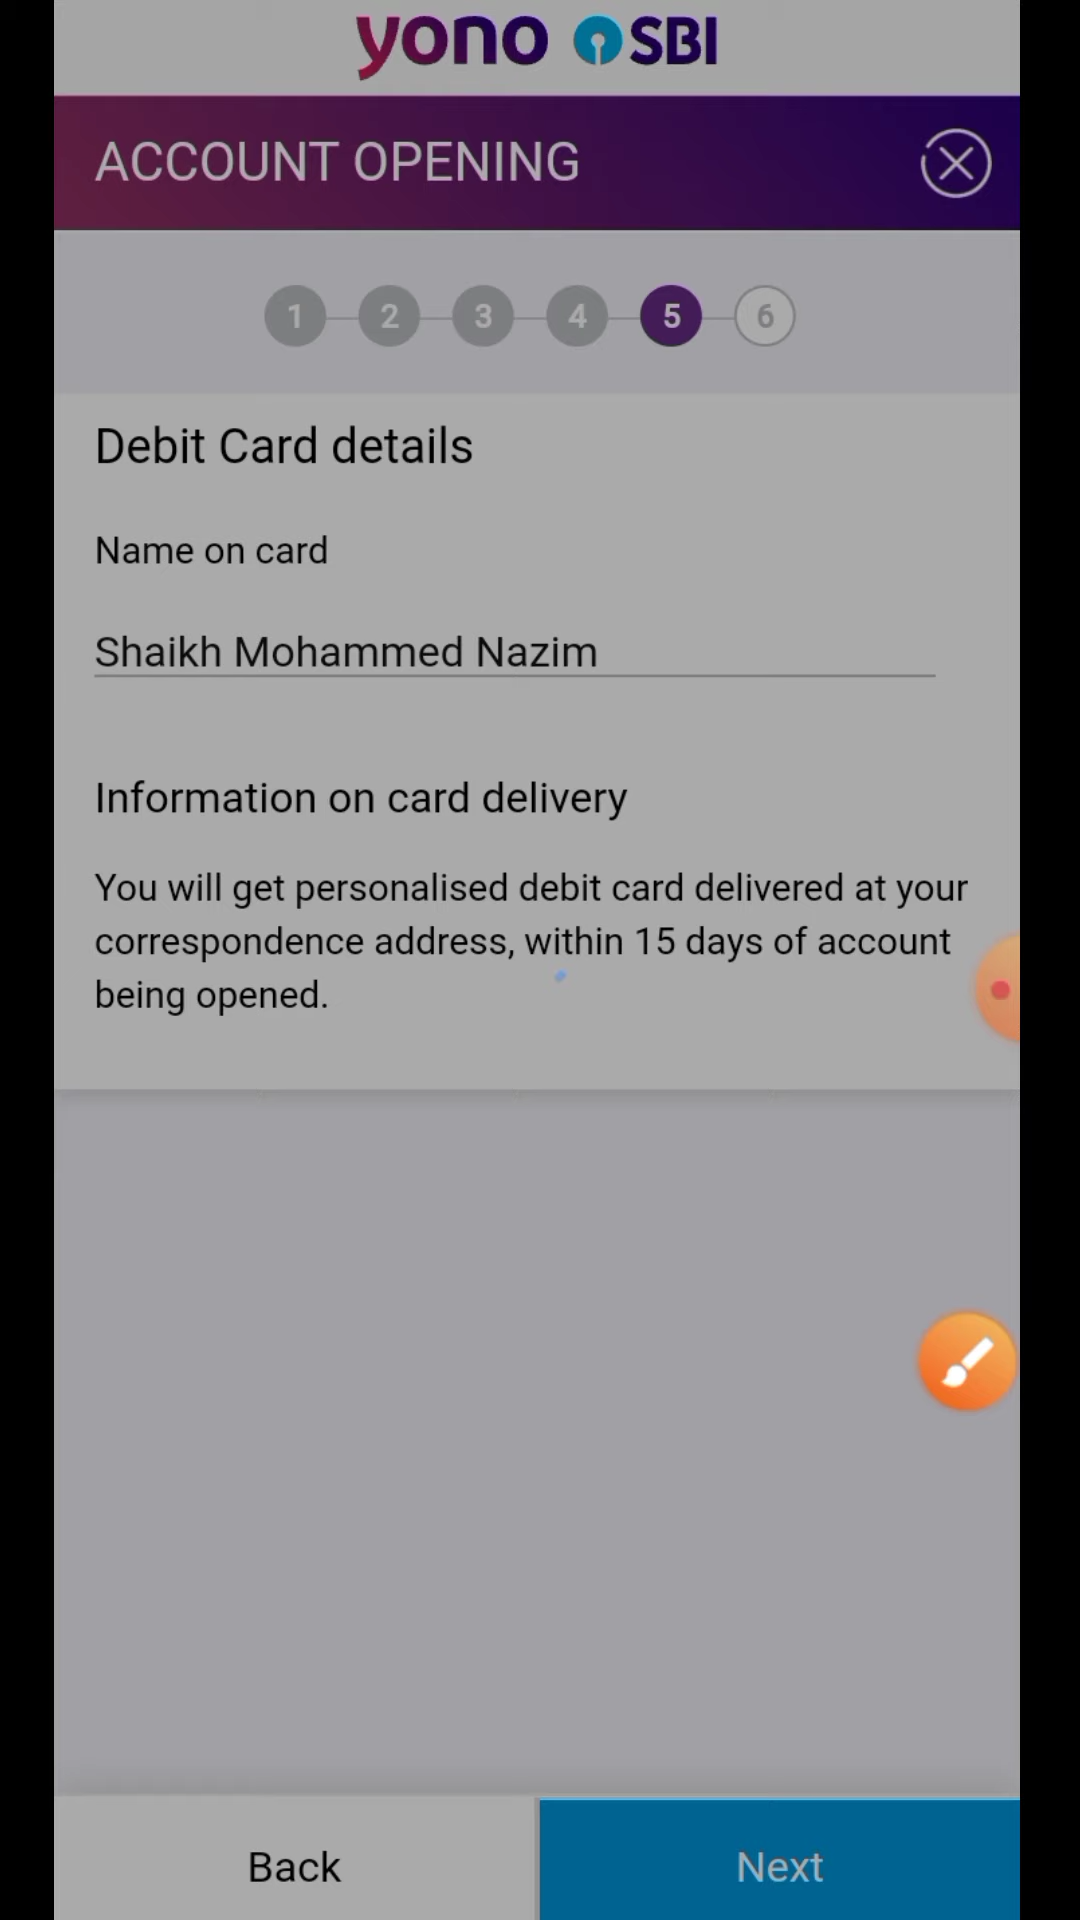 yono SBI
ACCOUNT OPENING
1 2 3 4 5 6
Debit Card details
Name on card
Shaikh Mohammed Nazim
Information on card delivery
You will get personalised debit card delivered at your
correspondence address, within 15 days of account
being opened.
Back Next